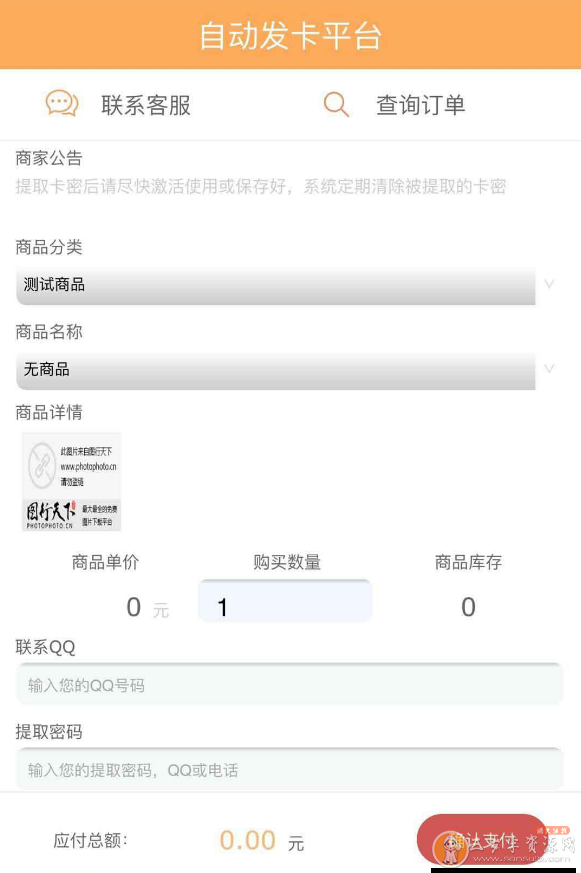 自动发卡平台
联系客服
查询订单
商家公告
提取卡密后请尽快激活使用或保存好，系统定期清除被提取的卡密
商品分类
测试商品
商品名称
无商品
商品详情
此图片来自图行天下
www.photophoto.cn
请勿盗链
图行天下
PHOTOPHOTO.CN
最大最全的免费
图片下载平台
商品单价 购买数量 商品库存
0 元 1 0
联系QQ
输入您的QQ号码
提取密码
输入您的提取密码，QQ或电话
应付总额： 0.00 元
支付
资源网